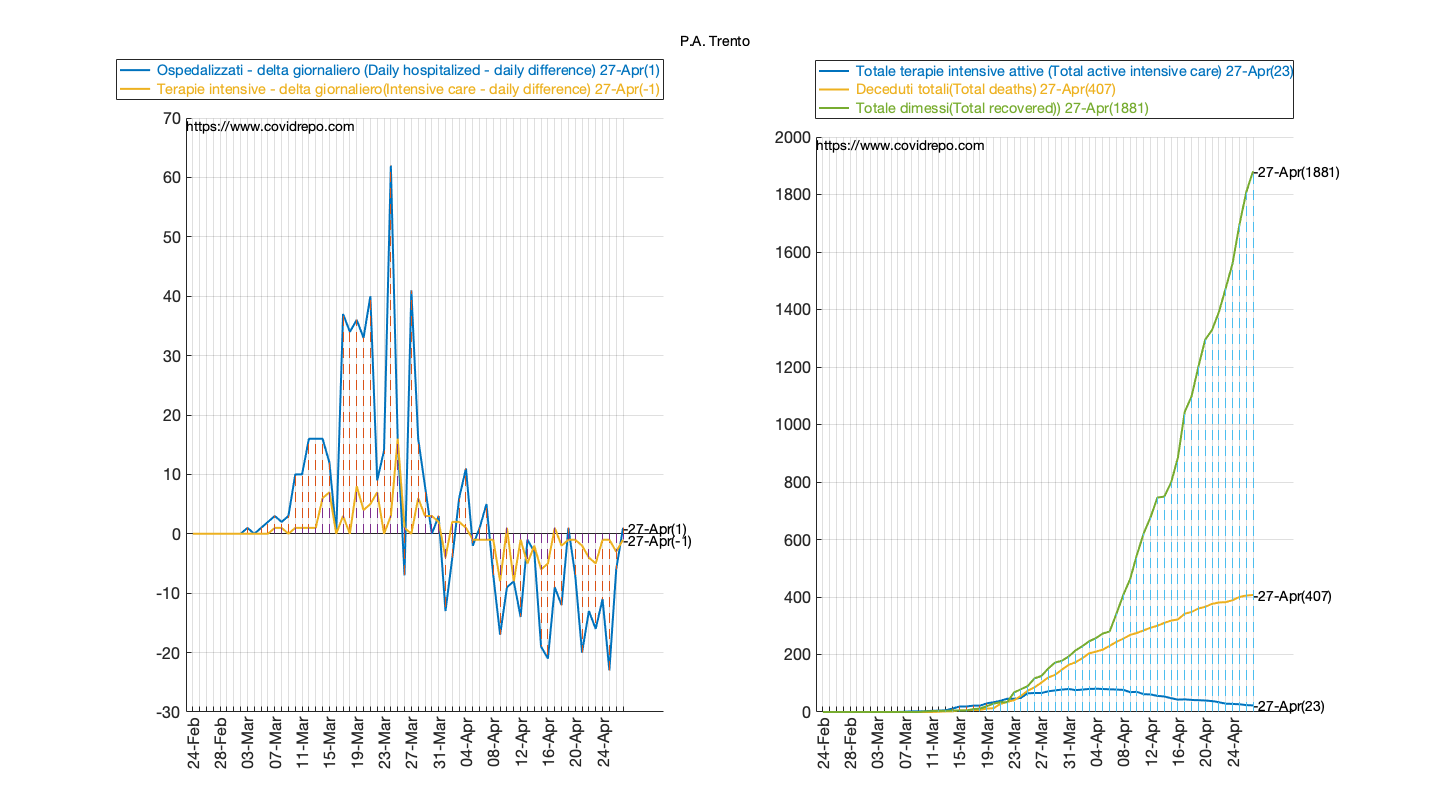 P.A. Trento
Ospedalizzati - delta giornaliero (Daily hospitalized - daily difference) 27-Apr(1)
Terapie intensive - delta giornaliero(Intensive care - daily difference) 27-Apr(-1)
https://www.covidrepo.com
70
60
50
40
30
20
10
0
-10
-20
-30
-27-Apr(1)
-27-Apr(-1)
24-Feb
28-Feb
03-Mar
07-Mar
11-Mar
15-Mar
19-Mar
23-Mar
27-Mar
31-Mar
04-Apr
08-Apr
12-Apr
16-Apr
20-Apr
24-Apr
Totale terapie intensive attive (Total active intensive care) 27-Apr(23)
Deceduti totali(Total deaths) 27-Apr(407)
Totale dimessi(Total recovered)) 27-Apr(1881)
https://www.covidrepo.com
2000
1800
1600
1400
1200
1000
800
600
400
200
0
-27-Apr(1881)
-27-Apr(407)
-27-Apr(23)
24-Feb
28-Feb
03-Mar
07-Mar
11-Mar
15-Mar
19-Mar
23-Mar
27-Mar
31-Mar
04-Apr
08-Apr
12-Apr
16-Apr
20-Apr
24-Apr